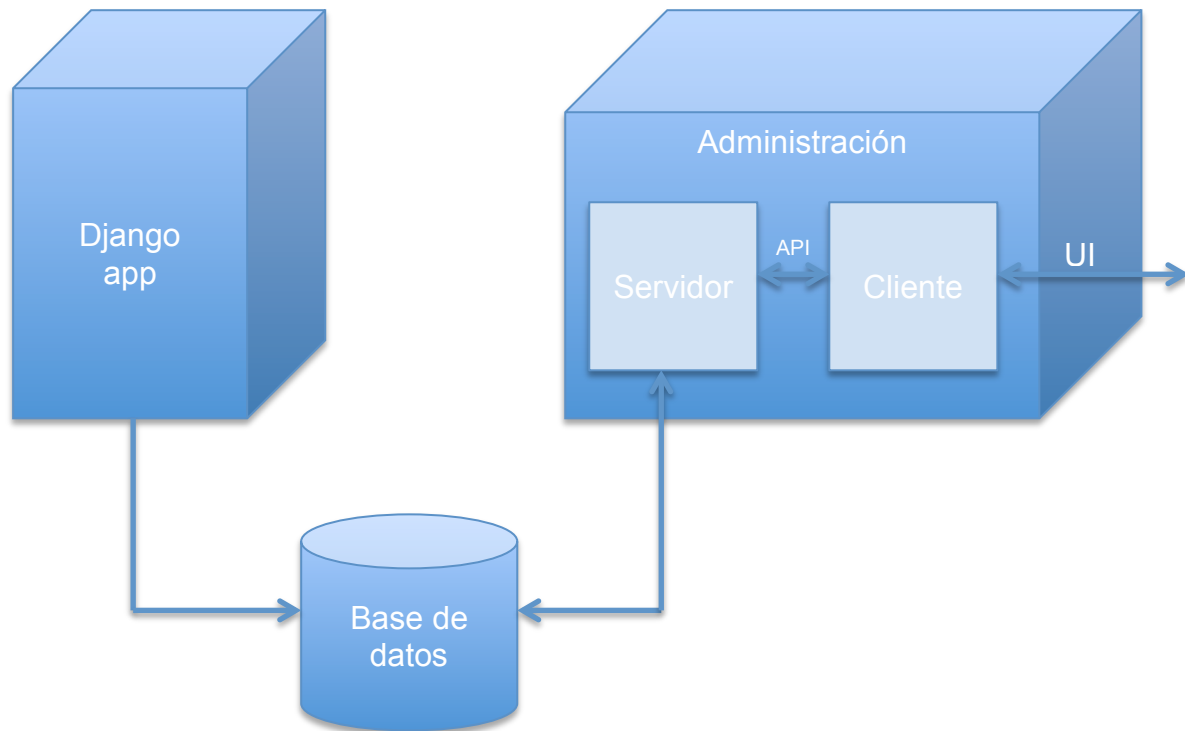 Django
app
Administración
Servidor
API
Cliente
UI
Base de
datos